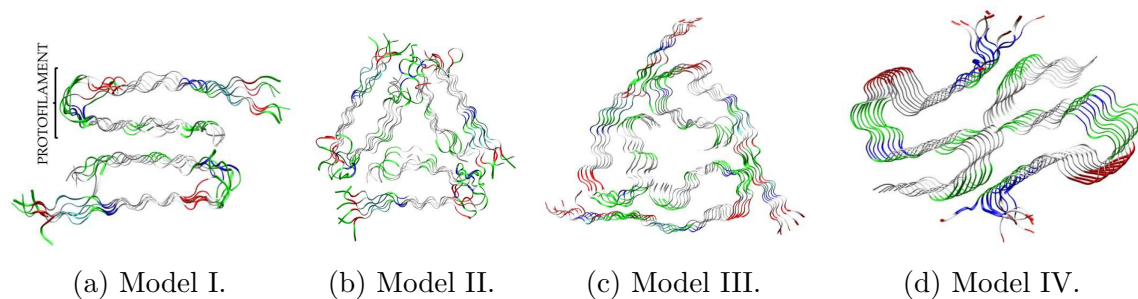 PROTOFILAMENT
(a) Model I.
(b) Model II.
(c) Model III.
(d) Model IV.